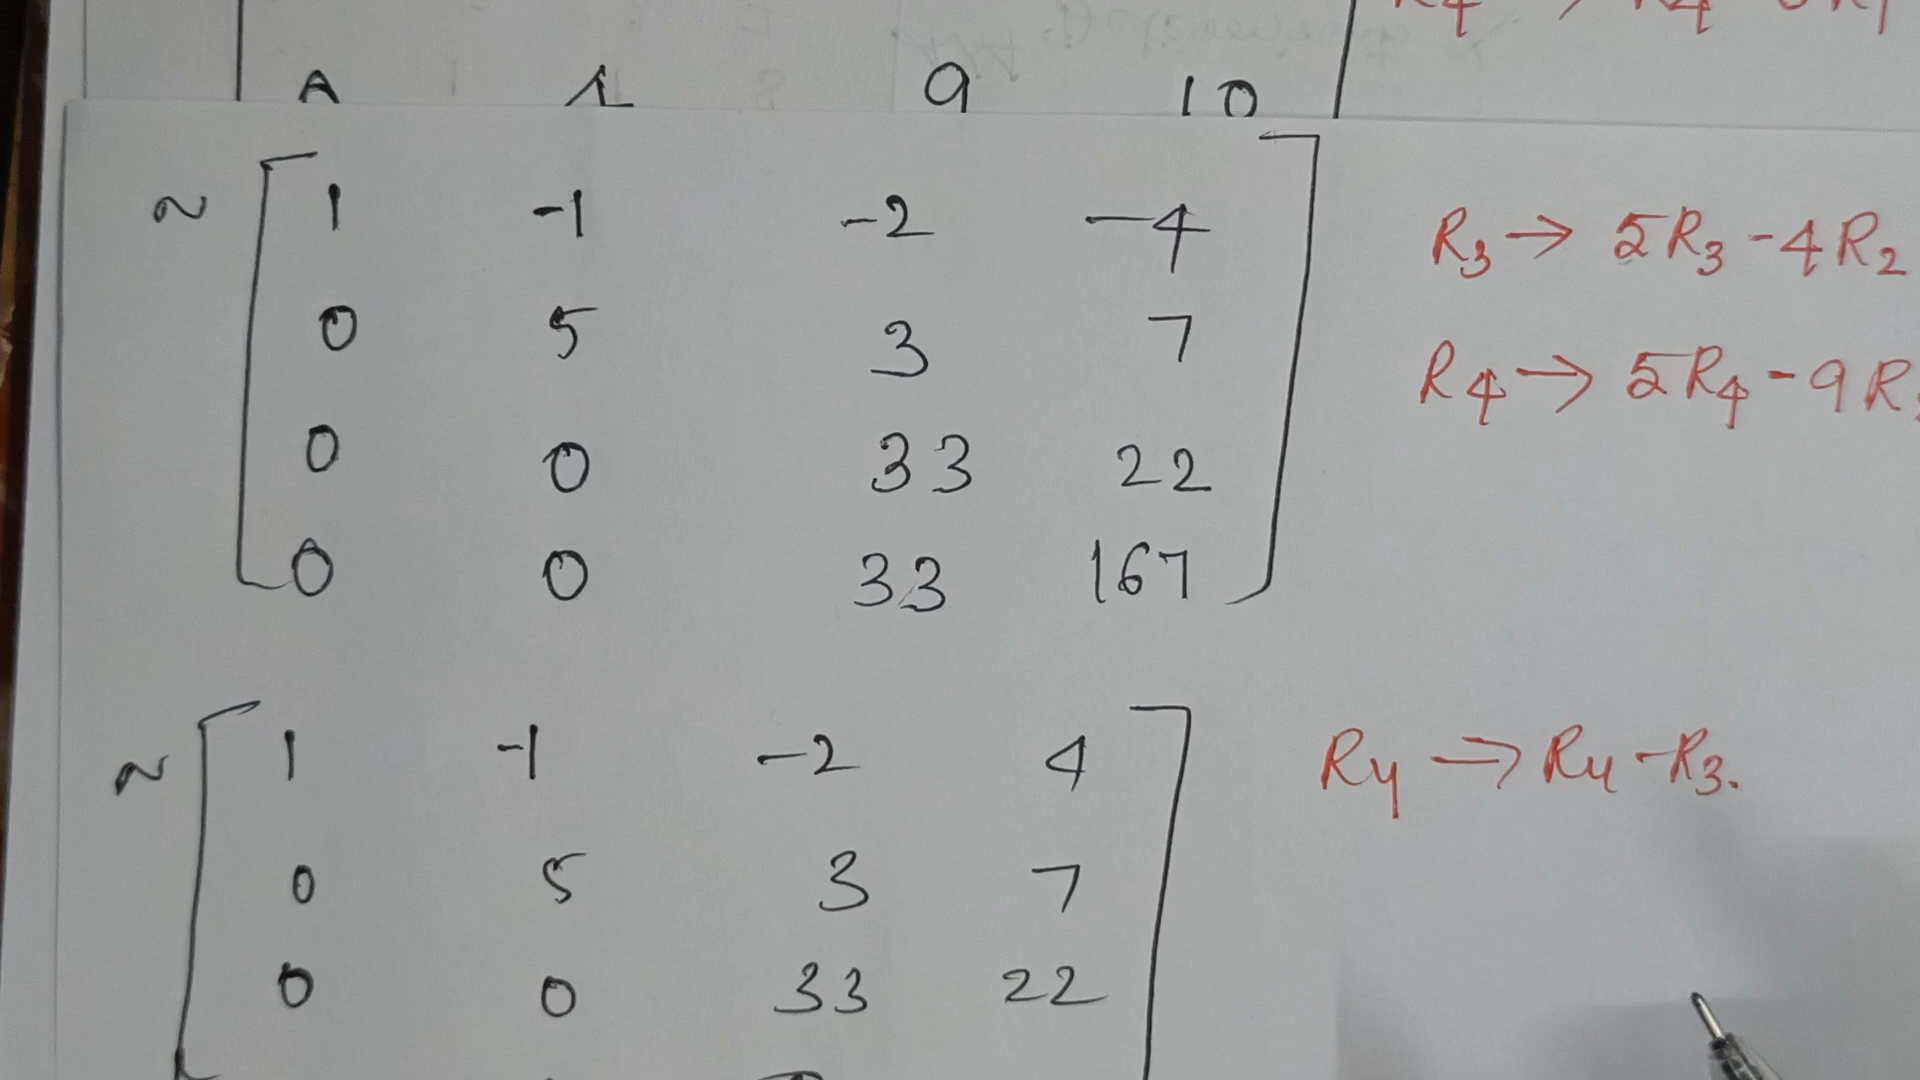 9 10
~ 1 -1 -2 -4 R3 → 5R3 -4R2
0 5 3 7
R4 → 5R4 -9R
0 0 33 22
0 0 33 167
~ 1 -1 -2 4 R4 → R4 -R3.
0 5 3 7
0 0 33 22